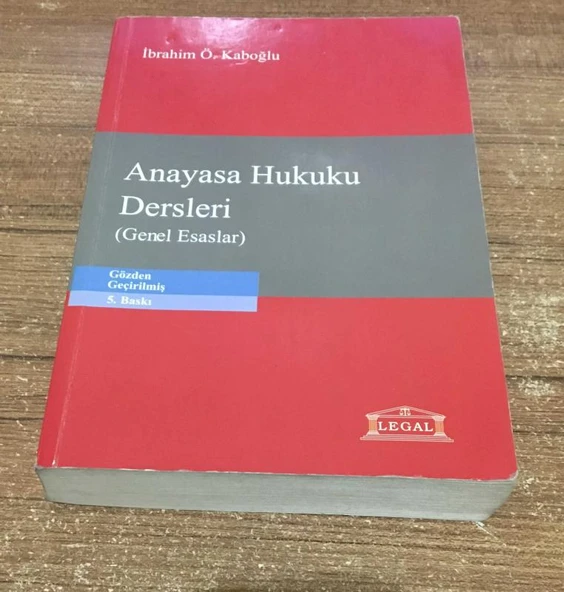 İbrahim Ö. Kaboğlu
Anayasa Hukuku
Dersleri
(Genel Esaslar)
Gözden
Geçirilmiş
5. Baskı
LEGAL